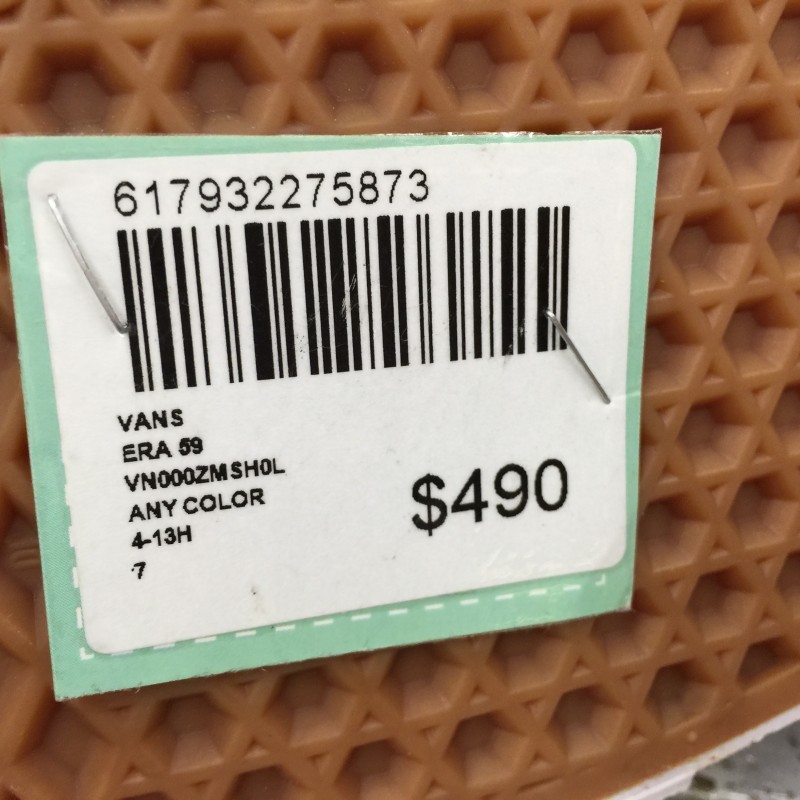 617932275873
VANS
ERA 59
VN000ZMSH0L
ANY COLOR
4-13H
7
$490